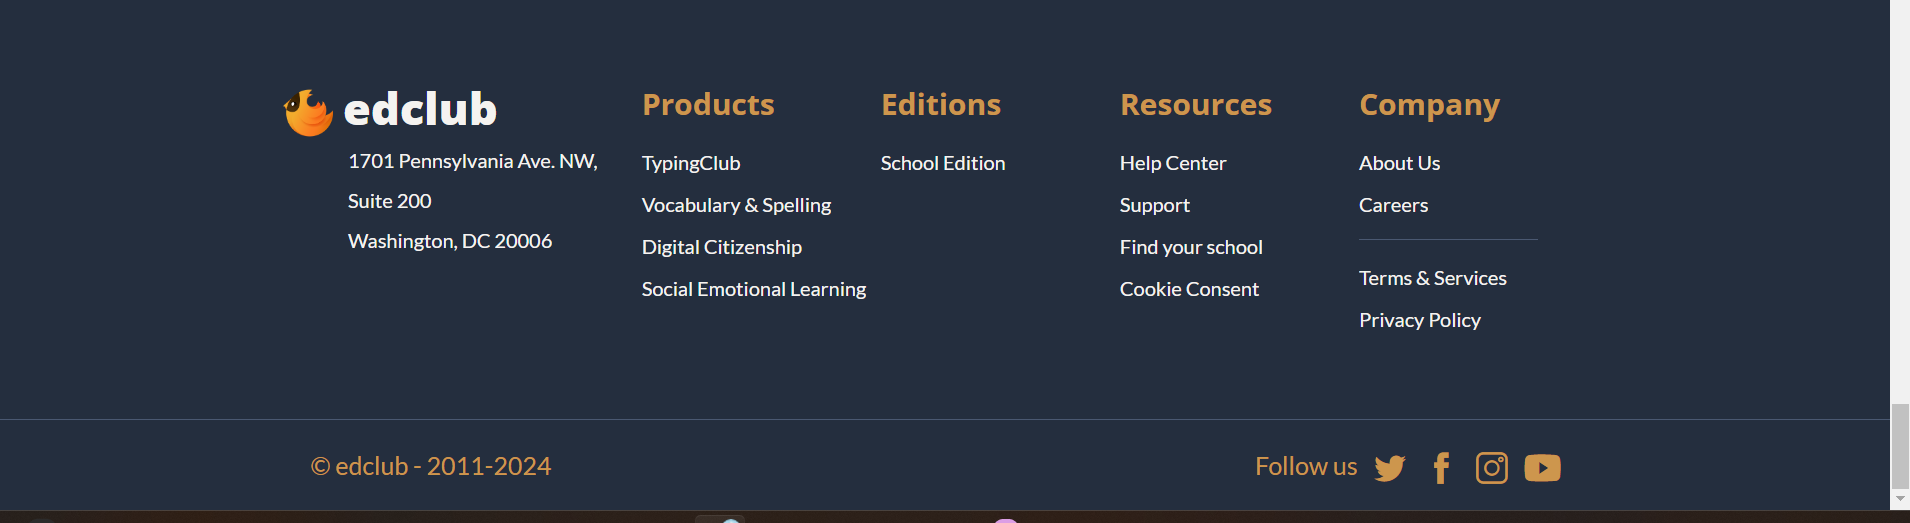 edclub
1701 Pennsylvania Ave. NW,
Suite 200
Washington, DC 20006
Products
TypingClub
Vocabulary & Spelling
Digital Citizenship
Social Emotional Learning
Editions
School Edition
Resources
Help Center
Support
Find your school
Cookie Consent
Company
About Us
Careers
Terms & Services
Privacy Policy
© edclub - 2011-2024
Follow us